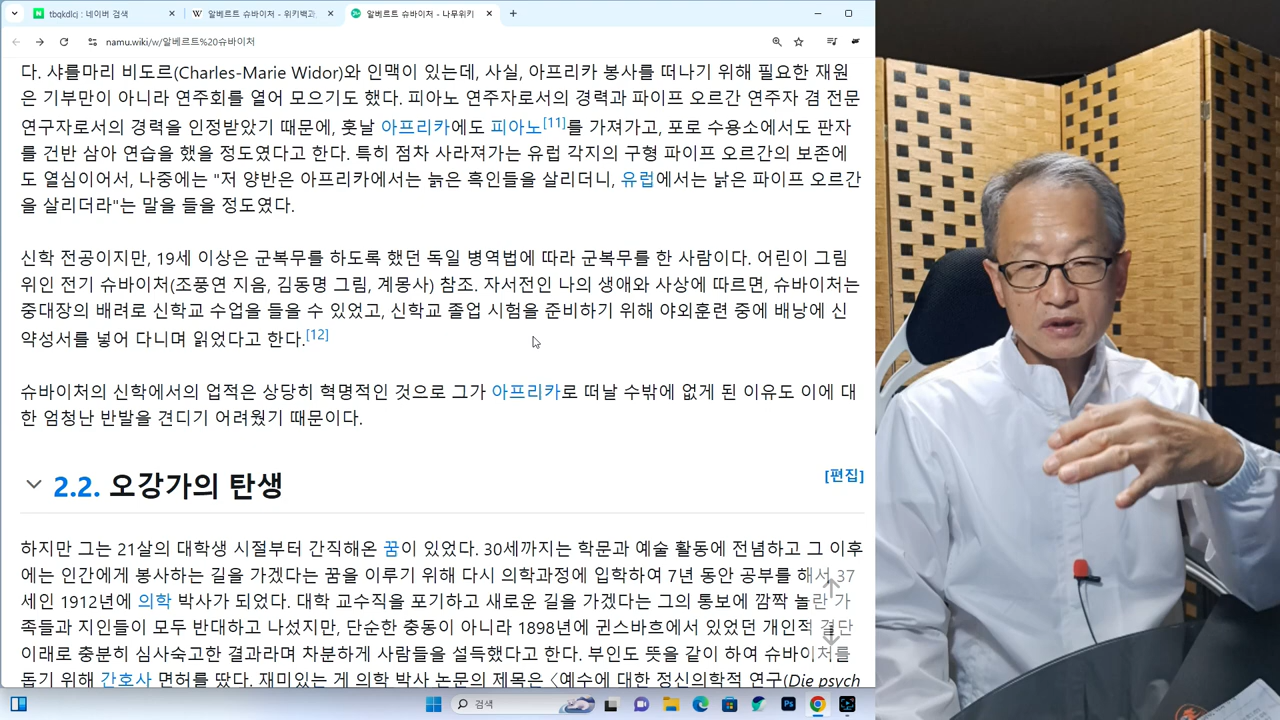 tbqkdlcj : 네이버 검색
알베르트 슈바이처 - 위키백과
알베르트 슈바이처 - 나무위키
namu.wiki/w/알베르트%20슈바이처
다. 샤를마리 비도르(Charles-Marie Widor)와 인맥이 있는데, 사실, 아프리카 봉사를 떠나기 위해 필요한 재원
은 기부만이 아니라 연주회를 열어 모으기도 했다. 피아노 연주자로서의 경력과 파이프 오르간 연주자 겸 전문
연구자로서의 경력을 인정받았기 때문에, 훗날 아프리카에도 피아노[11]를 가져가고, 포로 수용소에서도 판자
를 건반 삼아 연습을 했을 정도였다고 한다. 특히 점차 사라져가는 유럽 각지의 구형 파이프 오르간의 보존에
도 열심이어서, 나중에는 "저 양반은 아프리카에서는 늙은 흑인들을 살리더니, 유럽에서는 낡은 파이프 오르간
을 살리더라"는 말을 들을 정도였다.
신학 전공이지만, 19세 이상은 군복무를 하도록 했던 독일 병역법에 따라 군복무를 한 사람이다. 어린이 그림
위인 전기 슈바이처(조풍연 지음, 김동명 그림, 계몽사) 참조. 자서전인 나의 생애와 사상에 따르면, 슈바이처는
중대장의 배려로 신학교 수업을 들을 수 있었고, 신학교 졸업 시험을 준비하기 위해 야외훈련 중에 배낭에 신
약성서를 넣어 다니며 읽었다고 한다.[12]
슈바이처의 신학에서의 업적은 상당히 혁명적인 것으로 그가 아프리카로 떠날 수밖에 없게 된 이유도 이에 대
한 엄청난 반발을 견디기 어려웠기 때문이다.
2.2. 오강가의 탄생
[편집]
하지만 그는 21살의 대학생 시절부터 간직해온 꿈이 있었다. 30세까지는 학문과 예술 활동에 전념하고 그 이후
에는 인간에게 봉사하는 길을 가겠다는 꿈을 이루기 위해 다시 의학과정에 입학하여 7년 동안 공부를 해서 37
세인 1912년에 의학 박사가 되었다. 대학 교수직을 포기하고 새로운 길을 가겠다는 그의 통보에 깜짝 놀란 가
족들과 지인들이 모두 반대하고 나섰지만, 단순한 충동이 아니라 1898년에 귄스바흐에서 있었던 개인적 결단
이래로 충분히 심사숙고한 결과라며 차분하게 사람들을 설득했다고 한다. 부인도 뜻을 같이 하여 슈바이처를
돕기 위해 간호사 면허를 땄다. 재미있는 게 의학 박사 논문의 제목은 〈예수에 대한 정신의학적 연구(Die psych
검색